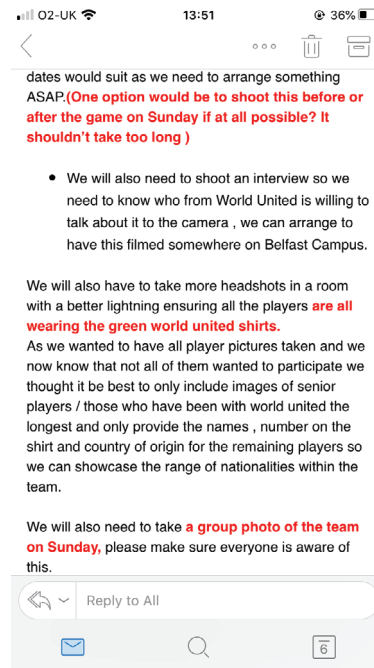 O2-UK 13:51 36%
dates would suit as we need to arrange something
ASAP.(One option would be to shoot this before or
after the game on Sunday if at all possible? It
shouldn't take too long )
• We will also need to shoot an interview so we
need to know who from World United is willing to
talk about it to the camera , we can arrange to
have this filmed somewhere on Belfast Campus.
We will also have to take more headshots in a room
with a better lightning ensuring all the players are all
wearing the green world united shirts.
As we wanted to have all player pictures taken and we
now know that not all of them wanted to participate we
thought it be best to only include images of senior
players / those who have been with world united the
longest and only provide the names , number on the
shirt and country of origin for the remaining players so
we can showcase the range of nationalities within the
team.
We will also need to take a group photo of the team
on Sunday, please make sure everyone is aware of
this.
Reply to All
6